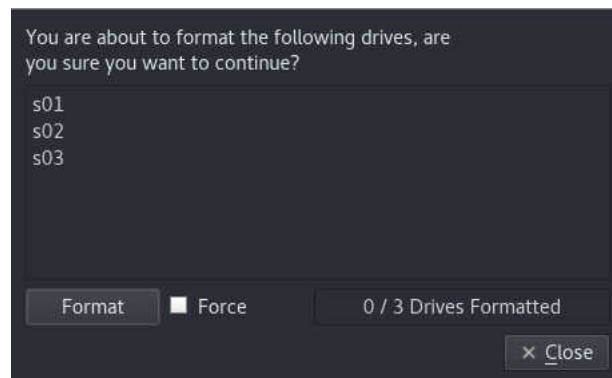 You are about to format the following drives, are
you sure you want to continue?
s01
s02
s03
Format Force 0 / 3 Drives Formatted
× Close